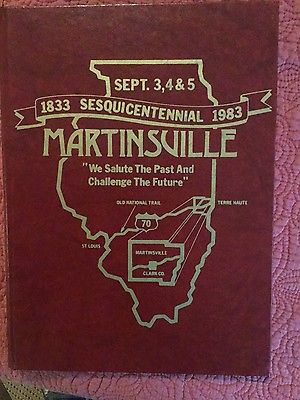 SEPT. 3,4 & 5
1833 SESQUICENTENNIAL 1983
MARTINSVILLE
"We Salute The Past And
Challenge The Future"
OLD NATIONAL TRAIL
TERRE HAUTE
70
ST LOUIS
MARTINSVILLE
CLARK CO.